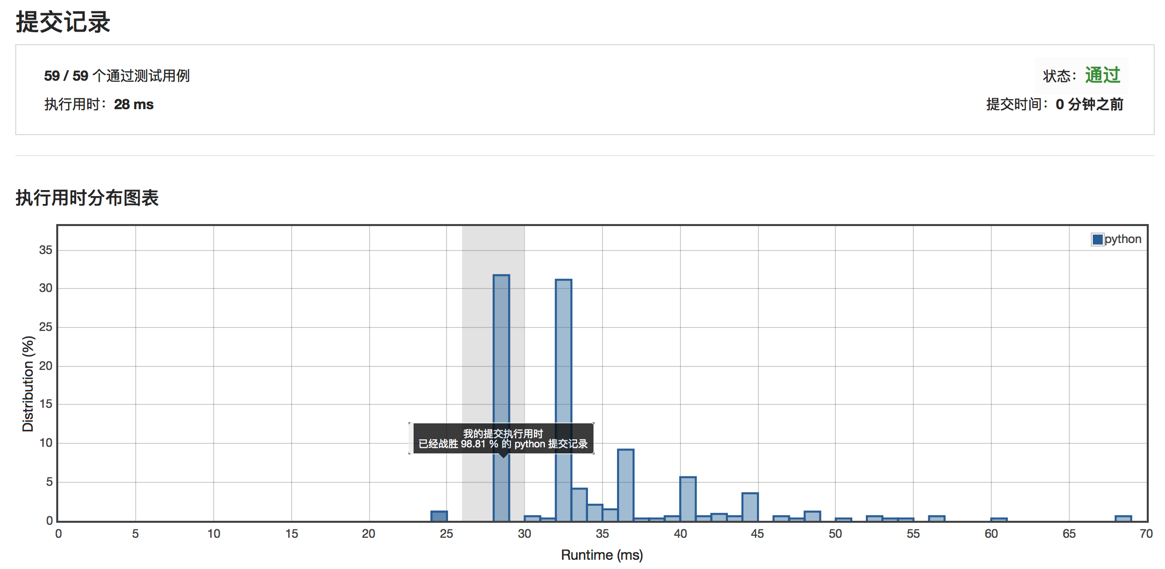 提交记录
59 / 59 个通过测试用例
状态：通过
执行用时：28 ms
提交时间：0 分钟之前
执行用时分布图表
python
35
30
25
20
15
10
5
0
Distribution (%)
我的提交执行用时
已经战胜 98.81 % 的 python 提交记录
0 5 10 15 20 25 30 35 40 45 50 55 60 65 70
Runtime (ms)